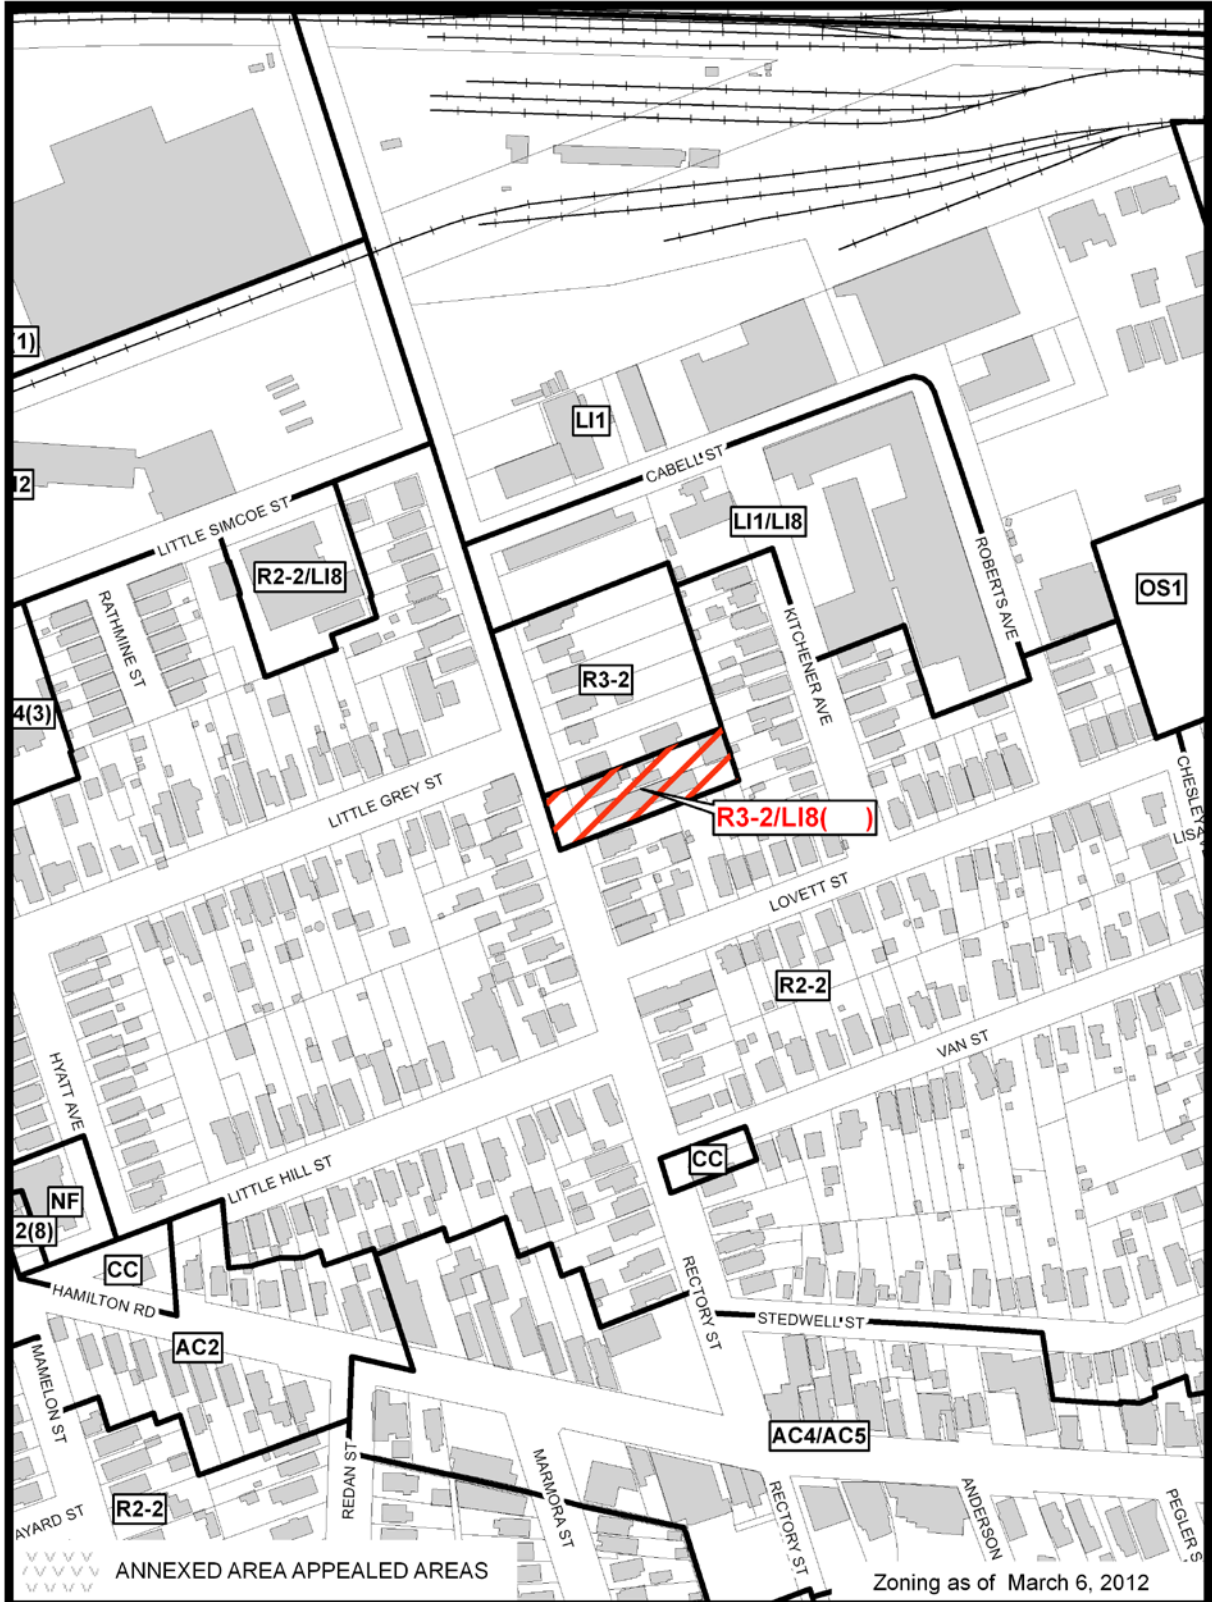 (1)
LI1
CABELL ST
I2
LITTLE SIMCOE ST
LI1/LI8
R2-2/LI8
ROBERTS AVE
OS1
RATHMINE ST
KITCHENER AVE
R3-2
4(3)
CHESLEY
LITTLE GREY ST
R3-2/LI8( )
LISA
LOVETT ST
R2-2
VAN ST
HYATT AVE
CC
LITTLE HILL ST
NF
2(8)
CC
HAMILTON RD
RECTORY ST
STEDWELL ST
AC2
MAMELON ST
AC4/AC5
REDAN ST
MARMORA ST
RECTORY ST
ANDERSON
PEGLER S
R2-2
AYARD ST
ANNEXED AREA APPEALED AREAS
Zoning as of March 6, 2012